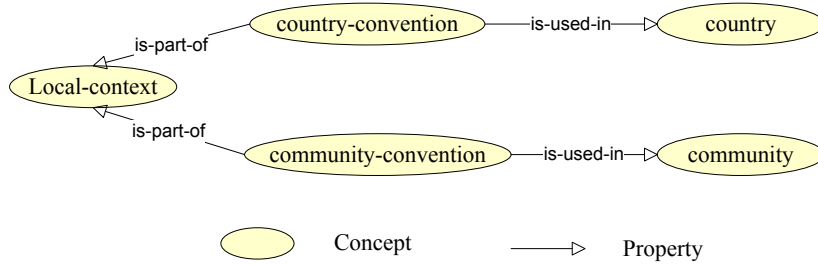 country-convention is-used-in country
is-part-of
Local-context
is-part-of
community-convention is-used-in community
Concept Property